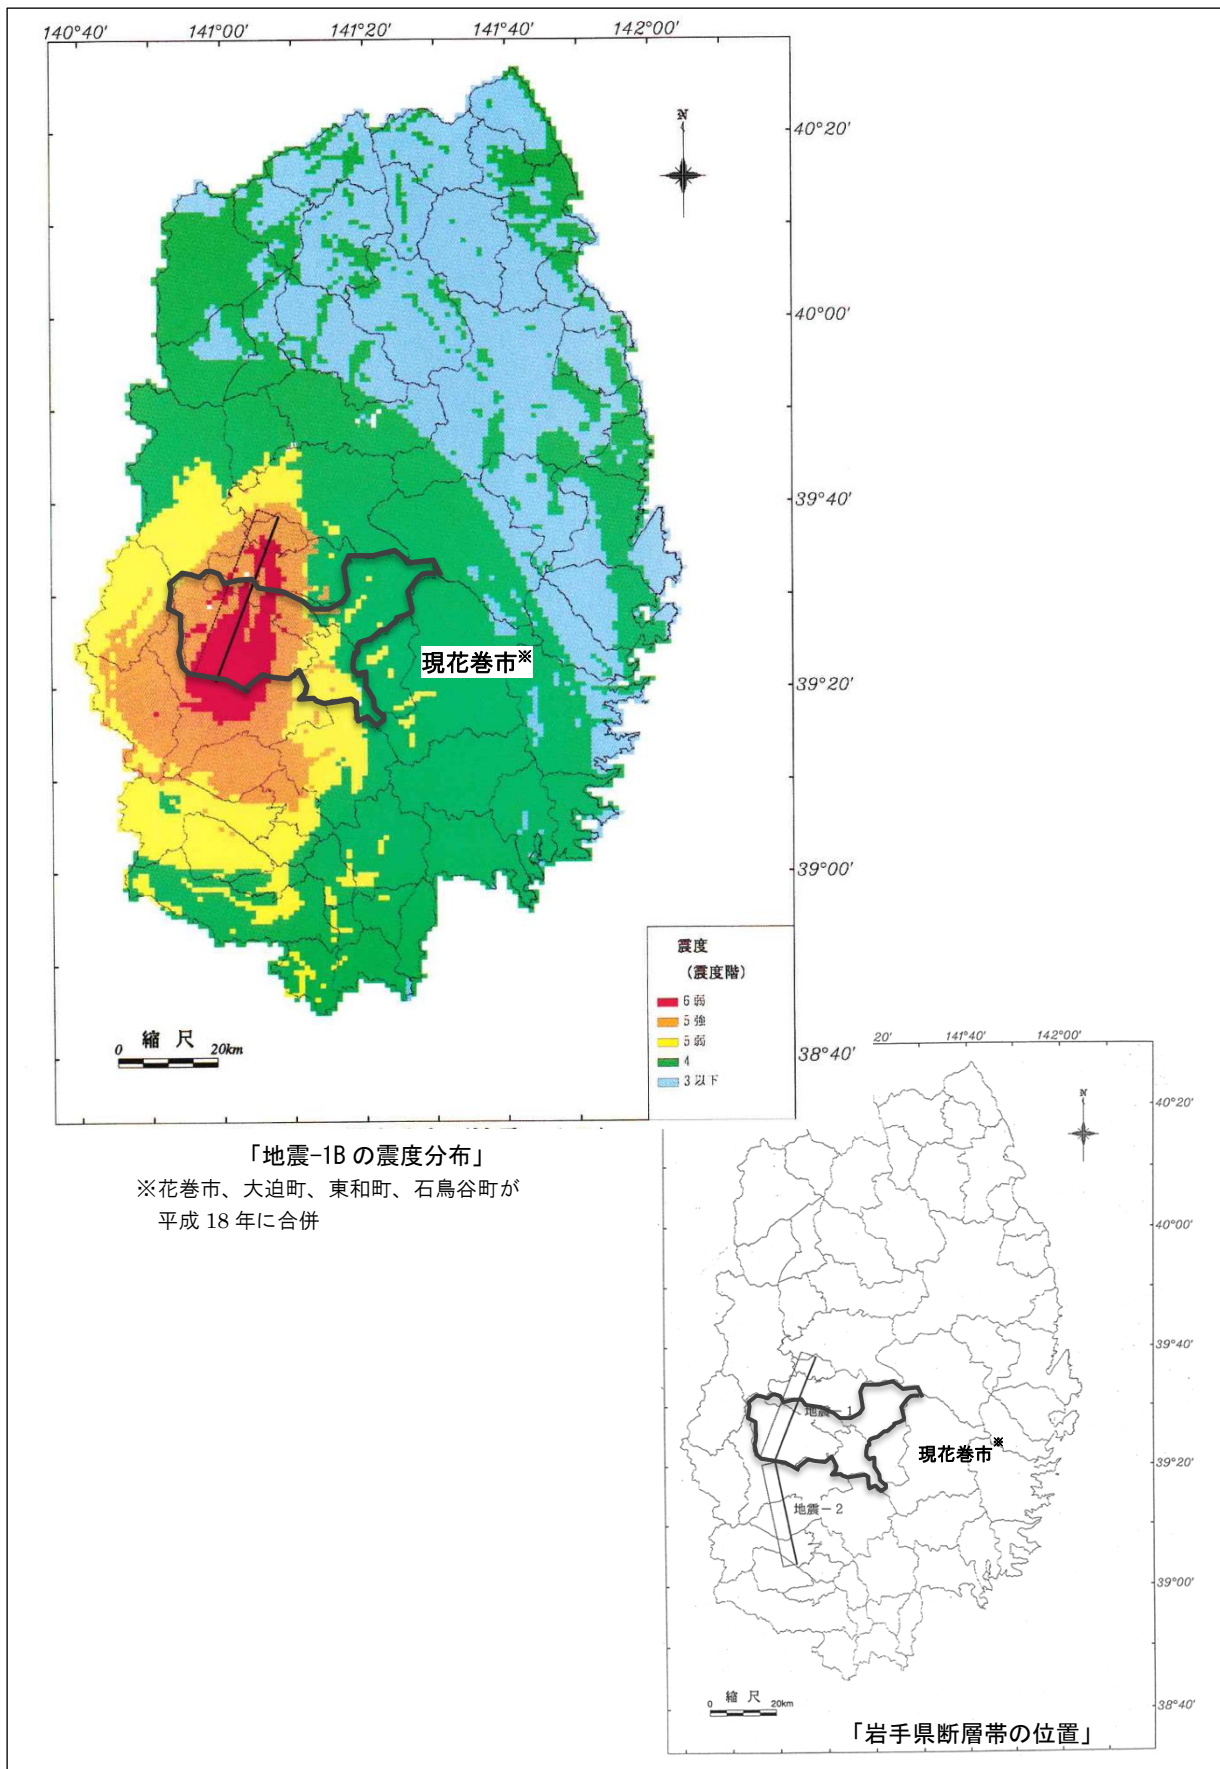 140°40′ 141°00′ 141°20′ 141°40′ 142°00′
N
40°20′
40°00′
39°40′
現花巻市※
39°20′
39°00′
震度
(震度階)
6弱
5強
5弱
4
3以下
縮 尺
0 20km
38°40′
「地震-1B の震度分布」
※花巻市、大迫町、東和町、石鳥谷町が
平成 18 年に合併
20′ 141°40′ 142°00′
N
40°20′
40°00′
39°40′
地震－1
現花巻市※
39°20′
地震－2
39°00′
縮 尺
0 20km
38°40′
「岩手県断層帯の位置」